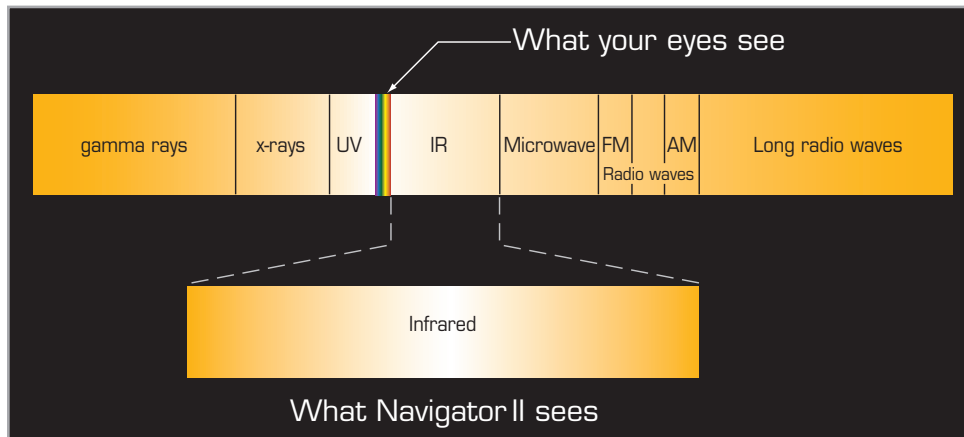 What your eyes see
gamma rays
x-rays
UV
IR
Microwave
FM
AM
Radio waves
Long radio waves
Infrared
What Navigator II sees